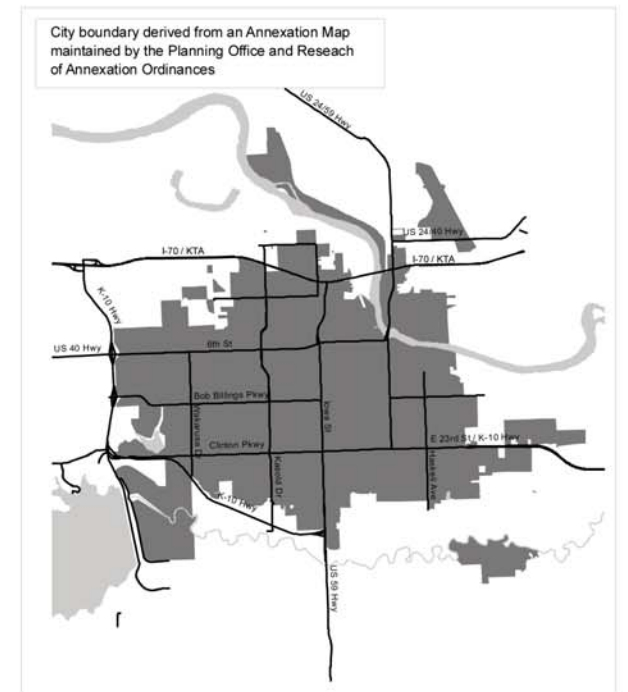 City boundary derived from an Annexation Map
maintained by the Planning Office and Reseach
of Annexation Ordinances
US 24/59 Hwy
US 24/40 Hwy
I-70 / KTA
I-70 / KTA
K-10 Hwy
6th St
US 40 Hwy
Bob Billings Pkwy
Wakarusa Dr
Iowa St
Clinton Pkwy
E 23rd St / K-10 Hwy
Kasold Dr
Haskell Ave
K-10 Hwy
US 59 Hwy